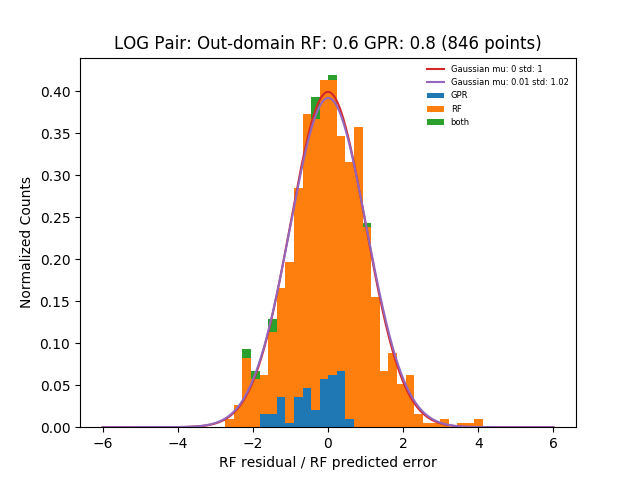 LOG Pair: Out-domain RF: 0.6 GPR: 0.8 (846 points)
Gaussian mu: 0 std: 1
Gaussian mu: 0.01 std: 1.02
GPR
RF
both
Normalized Counts
0.40
0.35
0.30
0.25
0.20
0.15
0.10
0.05
0.00
−6 −4 −2 0 2 4 6
RF residual / RF predicted error